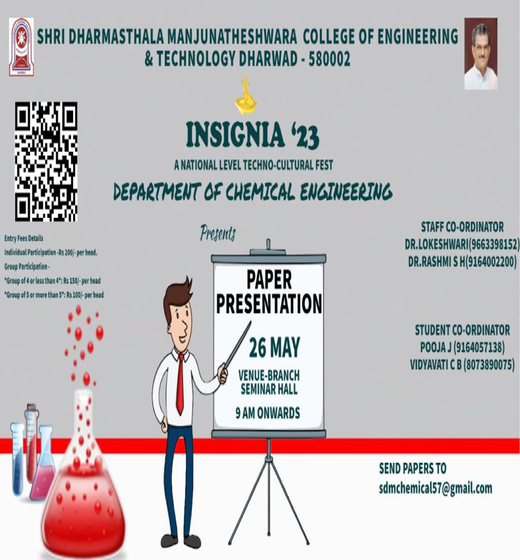 SHRI DHARMASTHALA MANJUNATHESHWARA COLLEGE OF ENGINEERING
& TECHNOLOGY DHARWAD - 580002
INSIGNIA ‘23
A NATIONAL LEVEL TECHNO-CULTURAL FEST
DEPARTMENT OF CHEMICAL ENGINEERING
Presents
Entry Fees Details
Individual Participation -Rs 200/- per head.
Group Participation -
*Group of 4 or less than 4*: Rs 150/- per head
*Group of 5 or more than 5*: Rs 100/- per head
PAPER
PRESENTATION
26 MAY
VENUE-BRANCH
SEMINAR HALL
9 AM ONWARDS
STAFF CO-ORDINATOR
DR.LOKESHWARI(9663398152)
DR.RASHMI S H(9164002200)
STUDENT CO-ORDINATOR
POOJA J (9164057138)
VIDYAVATI C B (8073890075)
SEND PAPERS TO
sdmchemical57@gmail.com